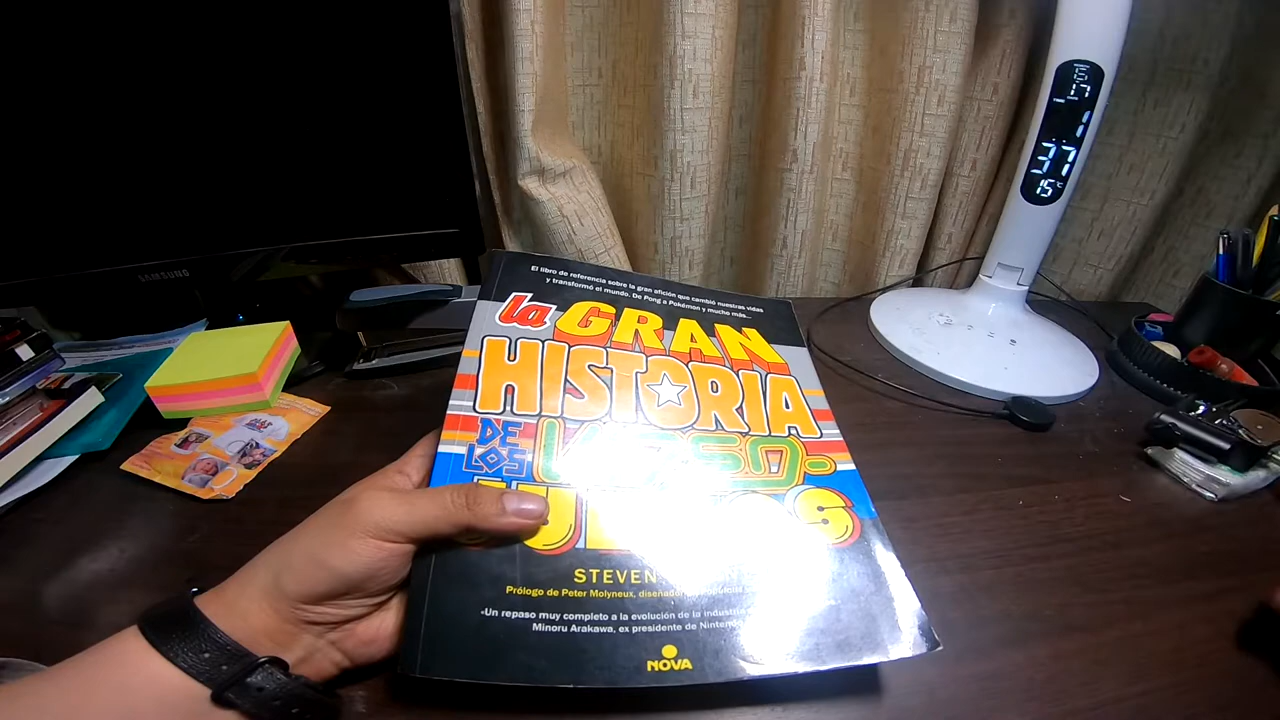 SAMSUNG
1
37
15°C
El libro de referencia sobre la gran afición que cambió nuestras vidas
y transformó el mundo. De Pong a Pokémon y mucho más...
la GRAN
HISTORIA
DE
LOS
STEVEN
Prólogo de Peter Molyneux, diseñador
«Un repaso muy completo a la evolución de la industria
Minoru Arakawa, ex presidente de Nintendo
NOVA